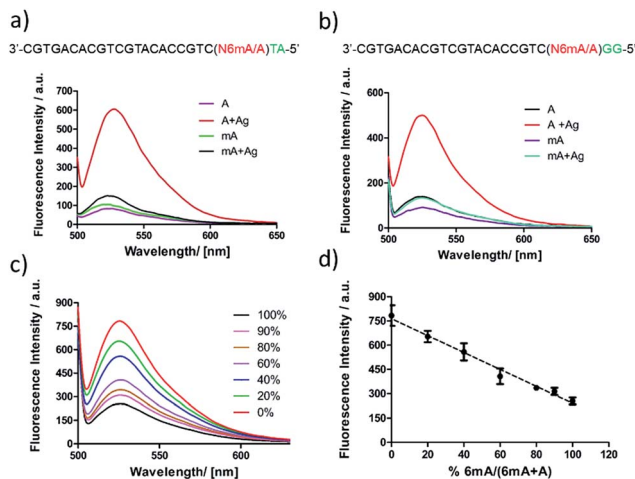 a)
3'-CGTGACACGTCGTACACCGTC(N6mA/A)TA-5'
Fluorescence Intensity / a.u.
700
600
500
400
300
200
100
0
500
550
600
650
Wavelength/ [nm]
A
A+Ag
mA
mA+Ag
b)
3'-CGTGACACGTCGTACACCGTC(N6mA/A)GG-5'
Fluorescence Intensity / a.u.
600
400
200
0
500
550
600
650
Wavelength/ [nm]
A
A +Ag
mA
mA+Ag
c)
Fluorescence Intensity / a.u.
900
750
600
450
300
150
0
500
550
600
Wavelength/ [nm]
100%
90%
80%
60%
40%
20%
0%
d)
Fluorescence Intensity / a.u.
900
750
600
450
300
150
0
0
20
40
60
80
100
120
% 6mA/(6mA+A)